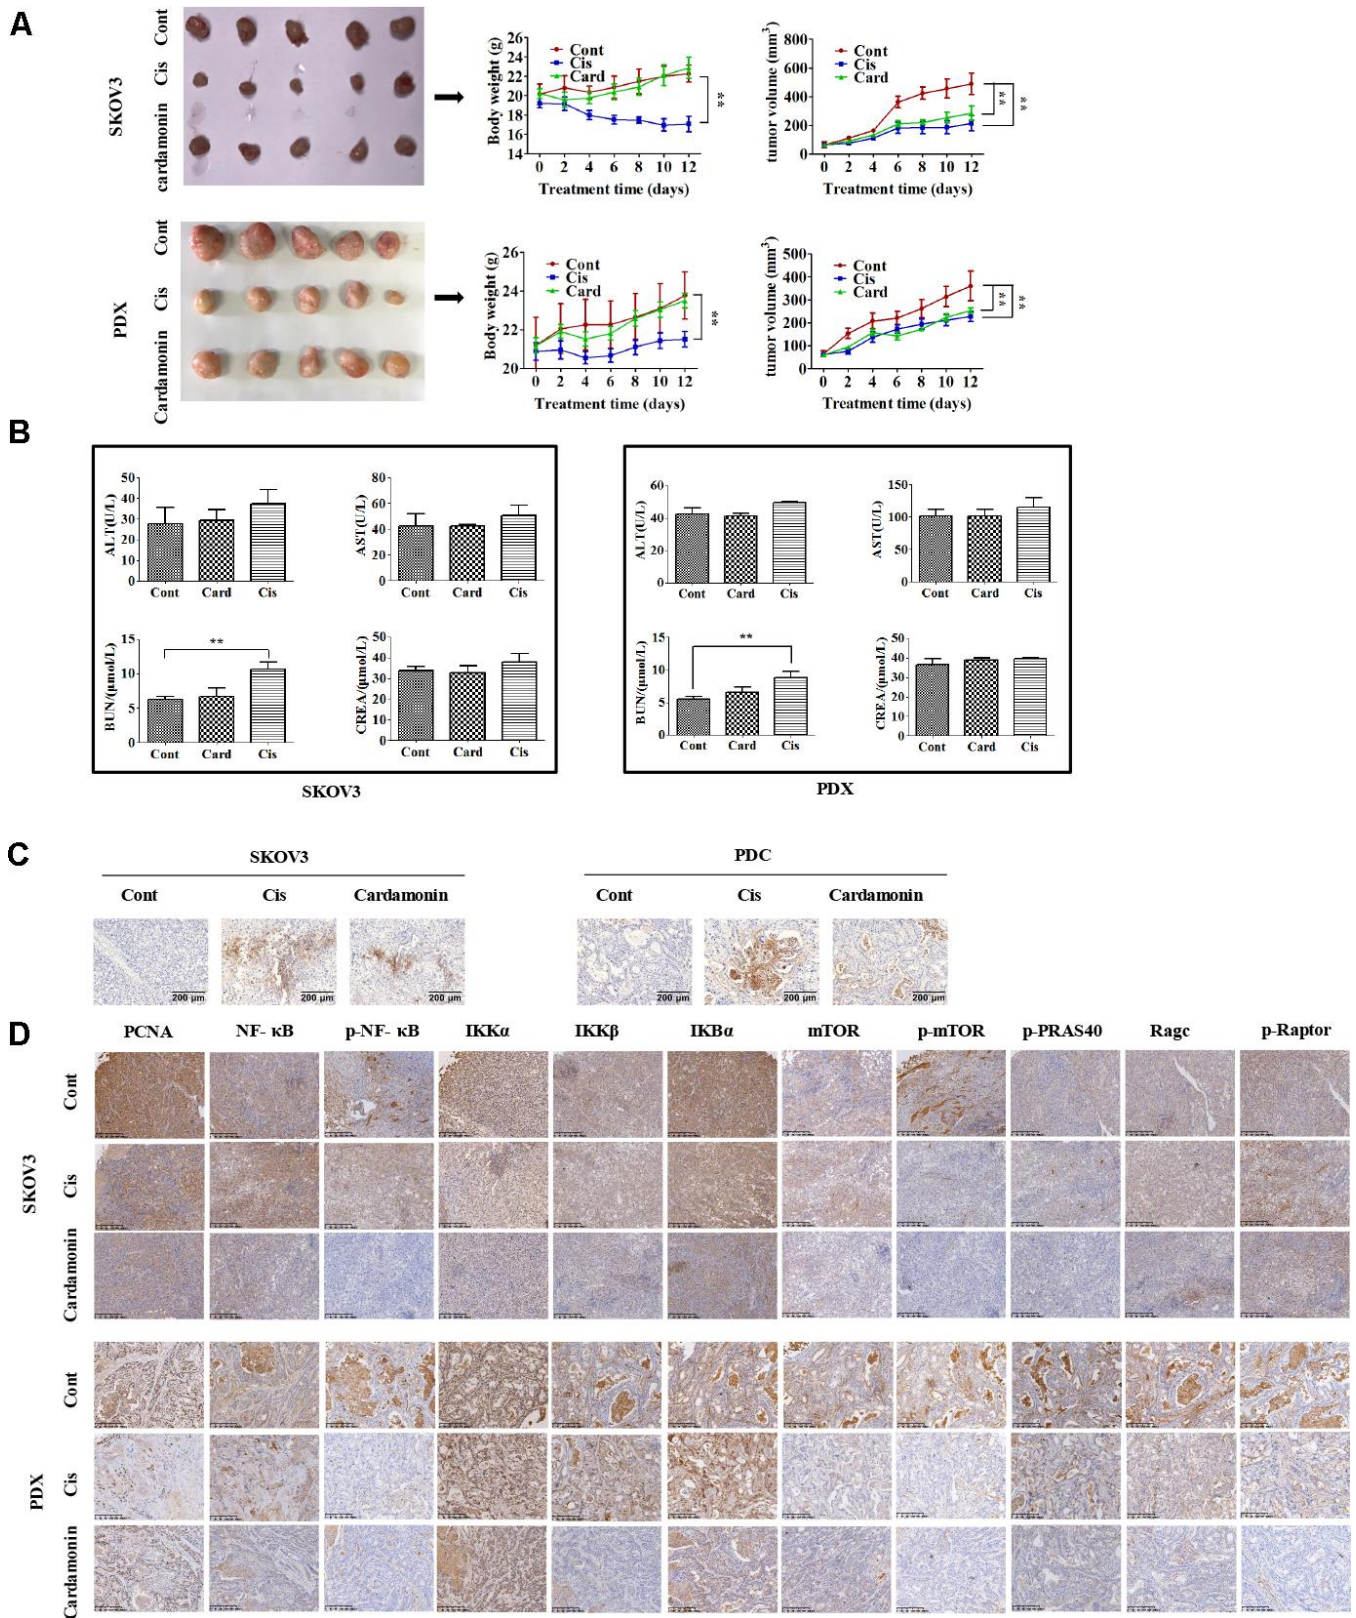 A
SKOV3
Cont
Cis
cardamonin
Body weight (g)
26
24
22
20
18
16
14
Cont
Cis
Card
**
0 2 4 6 8 10 12
Treatment time (days)
tumor volume (mm³)
800
600
400
200
0
Cont
Cis
Card
**
**
0 2 4 6 8 10 12
Treatment time (days)
PDX
Cont
Cis
Cardamonin
Body weight (g)
26
24
22
20
Cont
Cis
Card
**
0 2 4 6 8 10 12
Treatment time (days)
tumor volume (mm³)
500
400
300
200
100
0
Cont
Cis
Card
**
**
0 2 4 6 8 10 12
Treatment time (days)
B
ALT(U/L)
50
40
30
20
10
0
Cont Card Cis
AST(U/L)
80
60
40
20
0
Cont Card Cis
BUN/(μmol/L)
15
10
5
0
**
Cont Card Cis
CREA/(μmol/L)
50
40
30
20
10
0
Cont Card Cis
SKOV3
ALT(U/L)
60
40
20
0
Cont Card Cis
AST(U/L)
150
100
50
0
Cont Card Cis
BUN/(μmol/L)
15
10
5
0
**
Cont Card Cis
CREA/(μmol/L)
50
40
30
20
10
0
Cont Card Cis
PDX
C
SKOV3
Cont Cis Cardamonin
200 μm 200 μm 200 μm
PDC
Cont Cis Cardamonin
200 μm 200 μm 200 μm
D
PCNA NF- κB p-NF- κB IKKα IKKβ IKBα mTOR p-mTOR p-PRAS40 Ragc p-Raptor
SKOV3
Cont
Cis
Cardamonin
PDX
Cont
Cis
Cardamonin